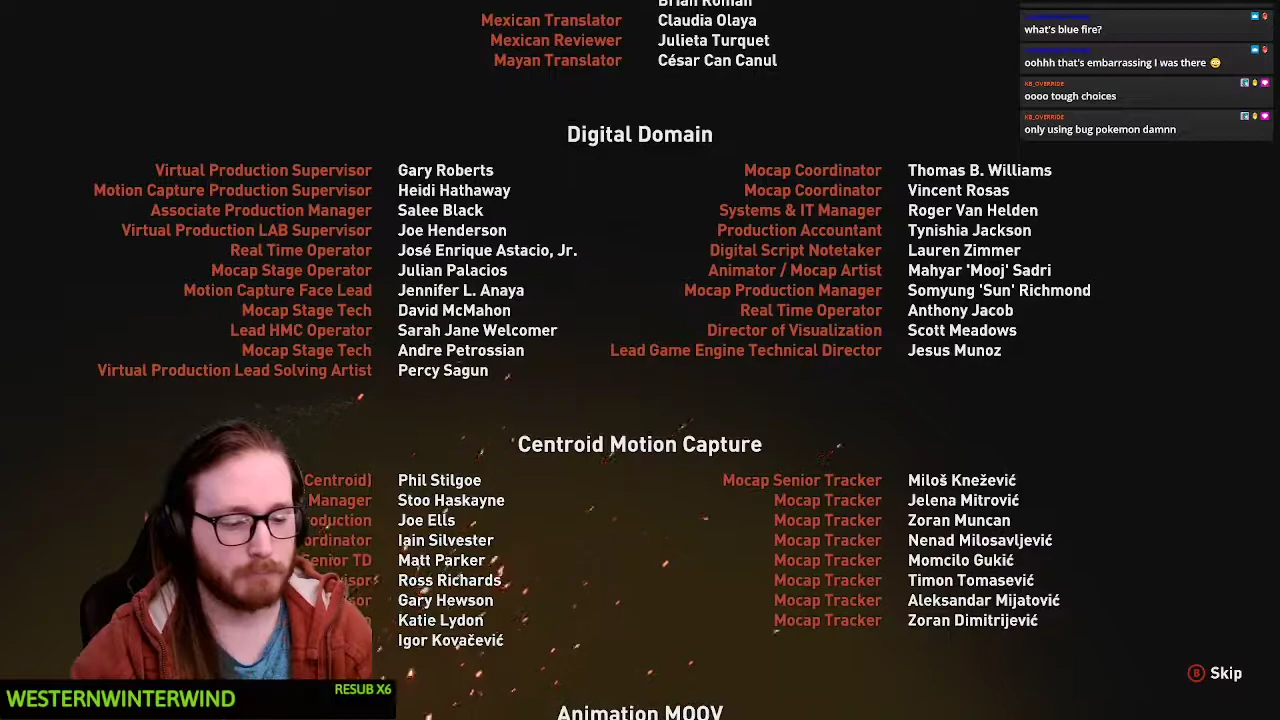 Brian Roman
Mexican Translator Claudia Olaya
Mexican Reviewer Julieta Turquet
Mayan Translator César Can Canul
what's blue fire?
oohhh that's embarrassing I was there 😳
KB_OVERRIDE
oooo tough choices
KB_OVERRIDE
only using bug pokemon damnn
Digital Domain
Virtual Production Supervisor Gary Roberts
Motion Capture Production Supervisor Heidi Hathaway
Associate Production Manager Salee Black
Virtual Production LAB Supervisor Joe Henderson
Real Time Operator José Enrique Astacio, Jr.
Mocap Stage Operator Julian Palacios
Motion Capture Face Lead Jennifer L. Anaya
Mocap Stage Tech David McMahon
Lead HMC Operator Sarah Jane Welcomer
Mocap Stage Tech Andre Petrossian
Virtual Production Lead Solving Artist Percy Sagun
Mocap Coordinator Thomas B. Williams
Mocap Coordinator Vincent Rosas
Systems & IT Manager Roger Van Helden
Production Accountant Tynishia Jackson
Digital Script Notetaker Lauren Zimmer
Animator / Mocap Artist Mahyar 'Mooj' Sadri
Mocap Production Manager Somyung 'Sun' Richmond
Real Time Operator Anthony Jacob
Director of Visualization Scott Meadows
Lead Game Engine Technical Director Jesus Munoz
Centroid Motion Capture
Centroid) Phil Stilgoe
Manager Stoo Haskayne
roduction Joe Ells
ordinator Iain Silvester
enior TD Matt Parker
visor Ross Richards
sor Gary Hewson
Katie Lydon
Igor Kovačević
Mocap Senior Tracker Miloš Knežević
Mocap Tracker Jelena Mitrović
Mocap Tracker Zoran Muncan
Mocap Tracker Nenad Milosavljević
Mocap Tracker Momcilo Gukić
Mocap Tracker Timon Tomasević
Mocap Tracker Aleksandar Mijatović
Mocap Tracker Zoran Dimitrijević
B Skip
WESTERNWINTERWIND RESUB X6
Animation MOOV